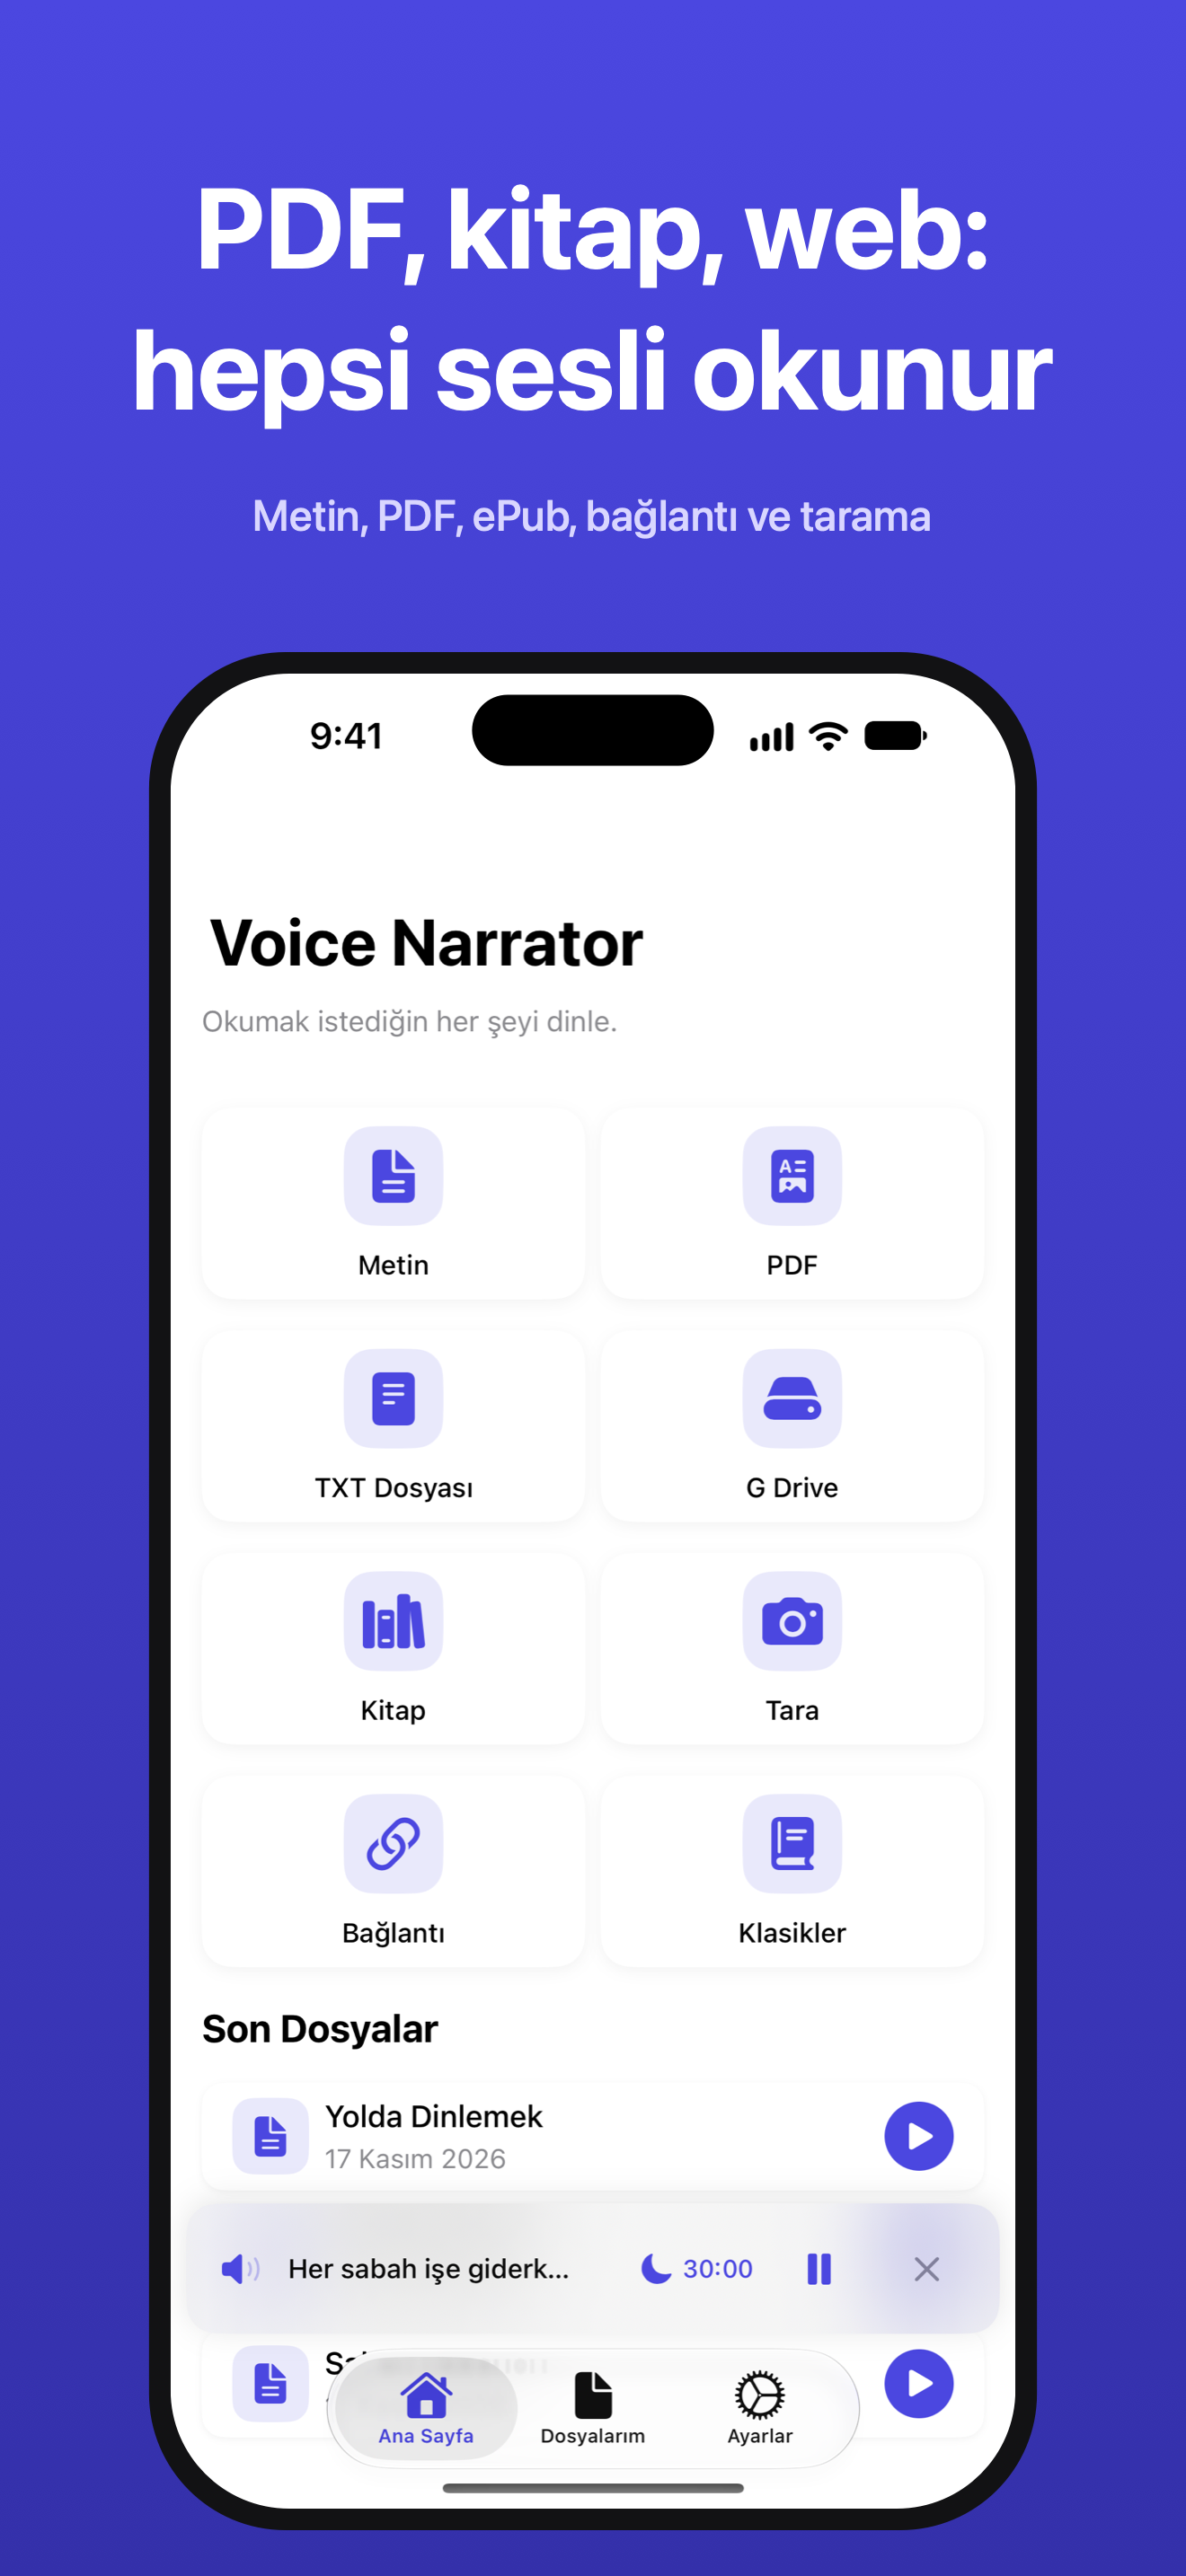 PDF, kitap, web:
hepsi sesli okunur
Metin, PDF, ePub, bağlantı ve tarama
9:41
Voice Narrator
Okumak istediğin her şeyi dinle.
Metin
PDF
TXT Dosyası
G Drive
Kitap
Tara
Bağlantı
Klasikler
Son Dosyalar
Yolda Dinlemek
17 Kasım 2026
Her sabah işe giderk...
30:00
Ana Sayfa
Dosyalarım
Ayarlar